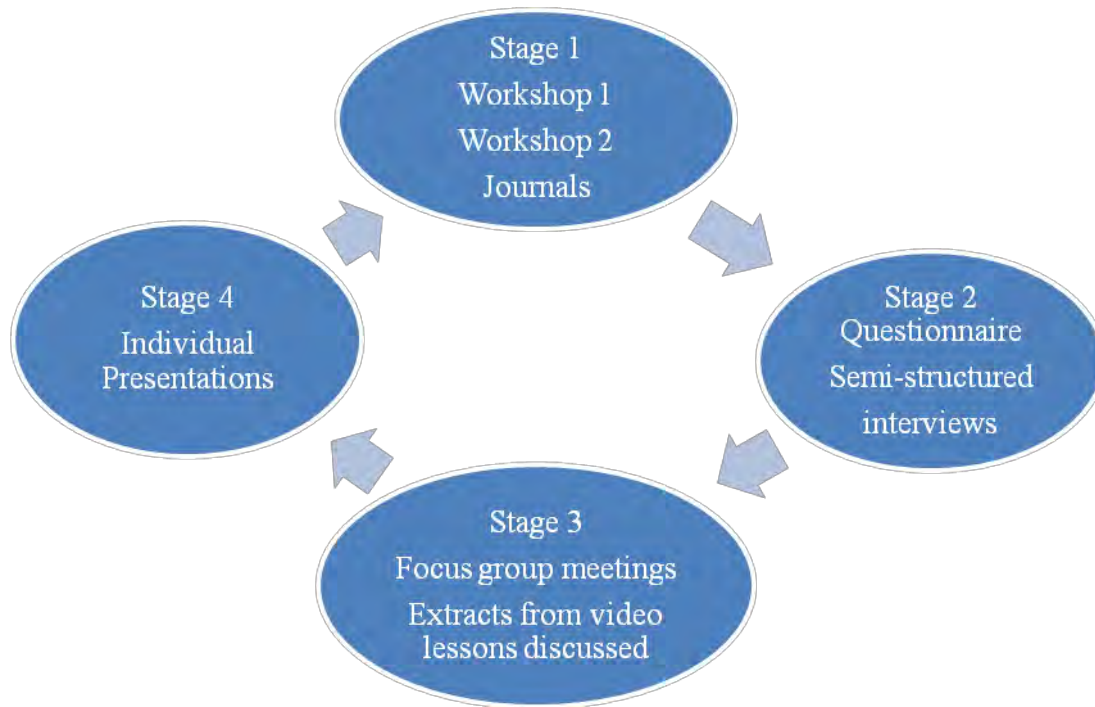 Stage 1
Workshop 1
Workshop 2
Journals
Stage 2
Questionnaire
Semi-structured
interviews
Stage 3
Focus group meetings
Extracts from video
lessons discussed
Stage 4
Individual
Presentations